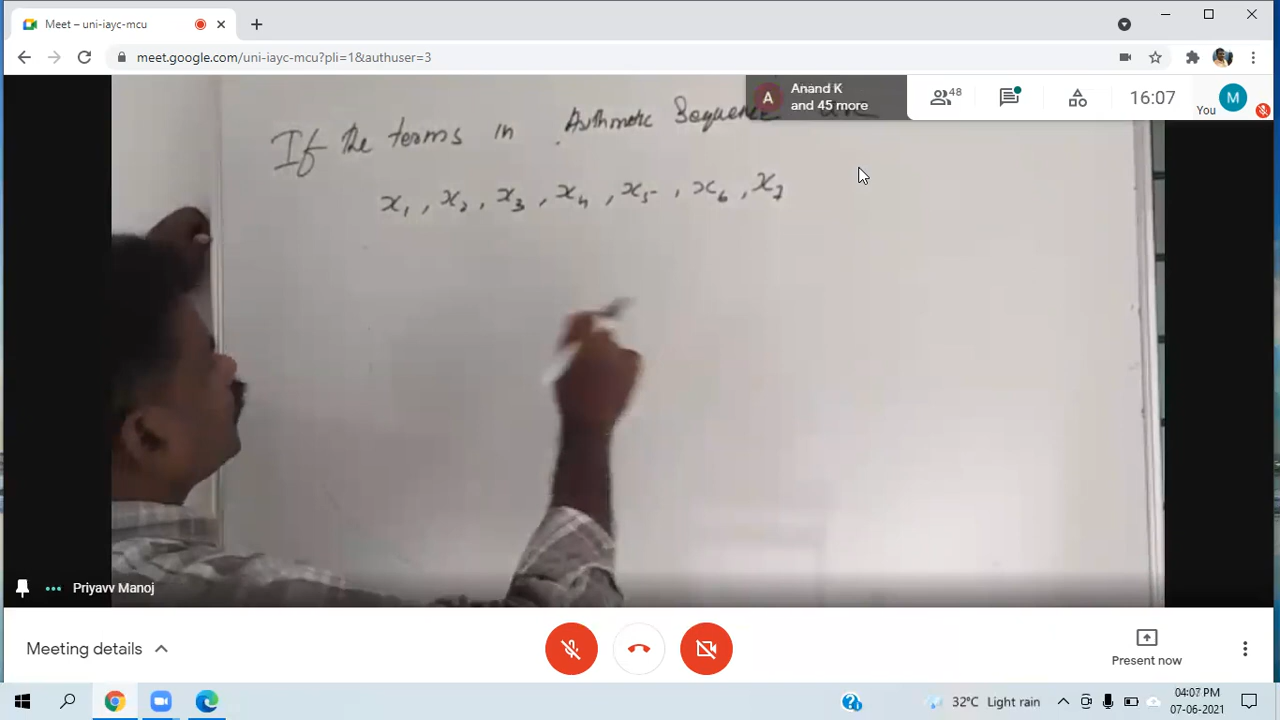 Meet – uni-iayc-mcu
meet.google.com/uni-iayc-mcu?pli=1&authuser=3
A Anand K
and 45 more
48
16:07
You M
If the terms in Arithmetic Sequence are
x₁, x₂, x₃, x₄, x₅, x₆, x₇
Priyavv Manoj
Meeting details
Present now
32°C Light rain
04:07 PM
07-06-2021